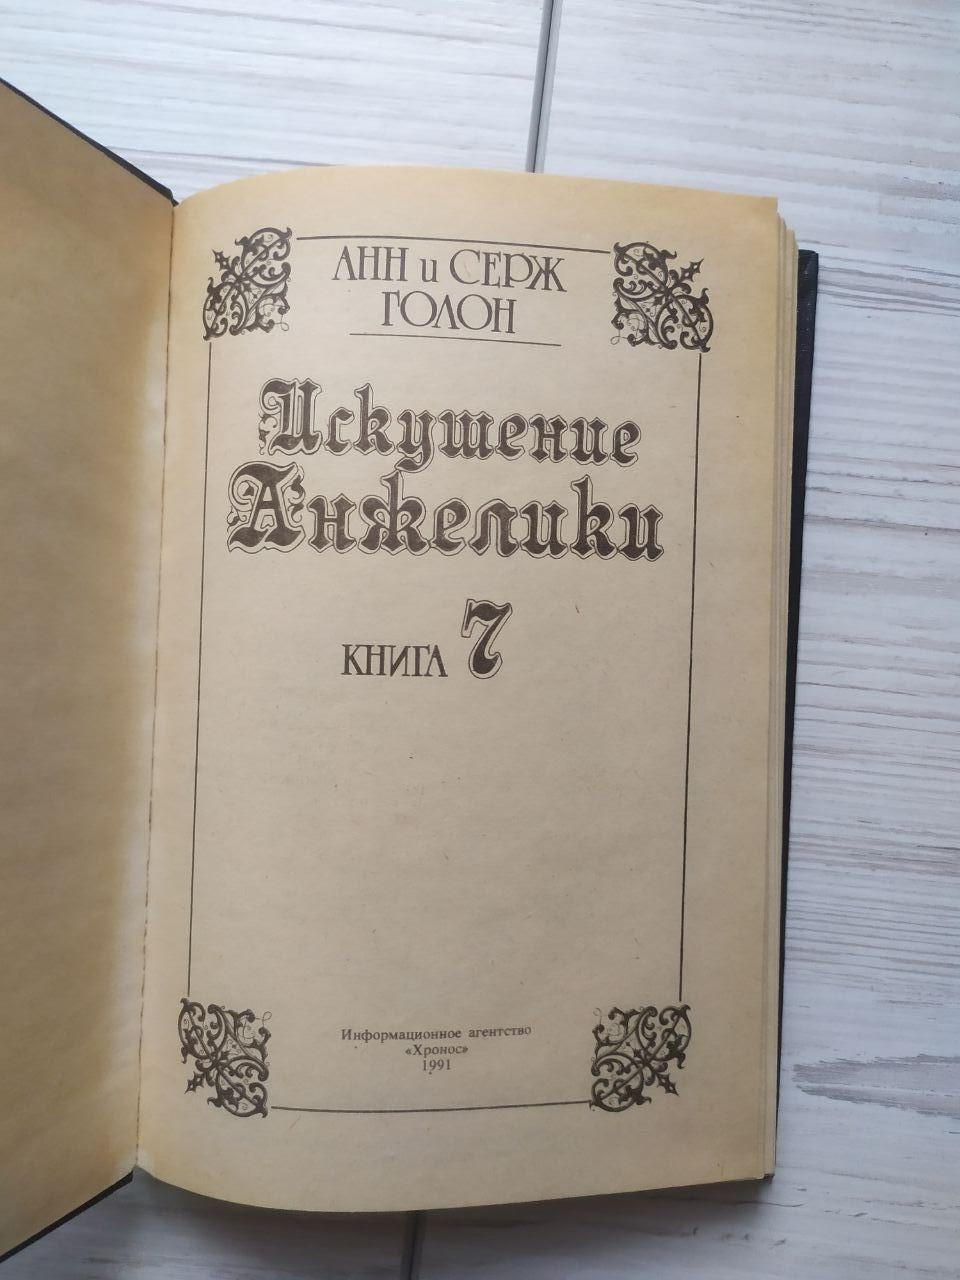 АНН и СЕРЖ
ГОЛОН
Искушение
Анжелики
КНИГА 7
Информационное агентство
«Хронос»
1991